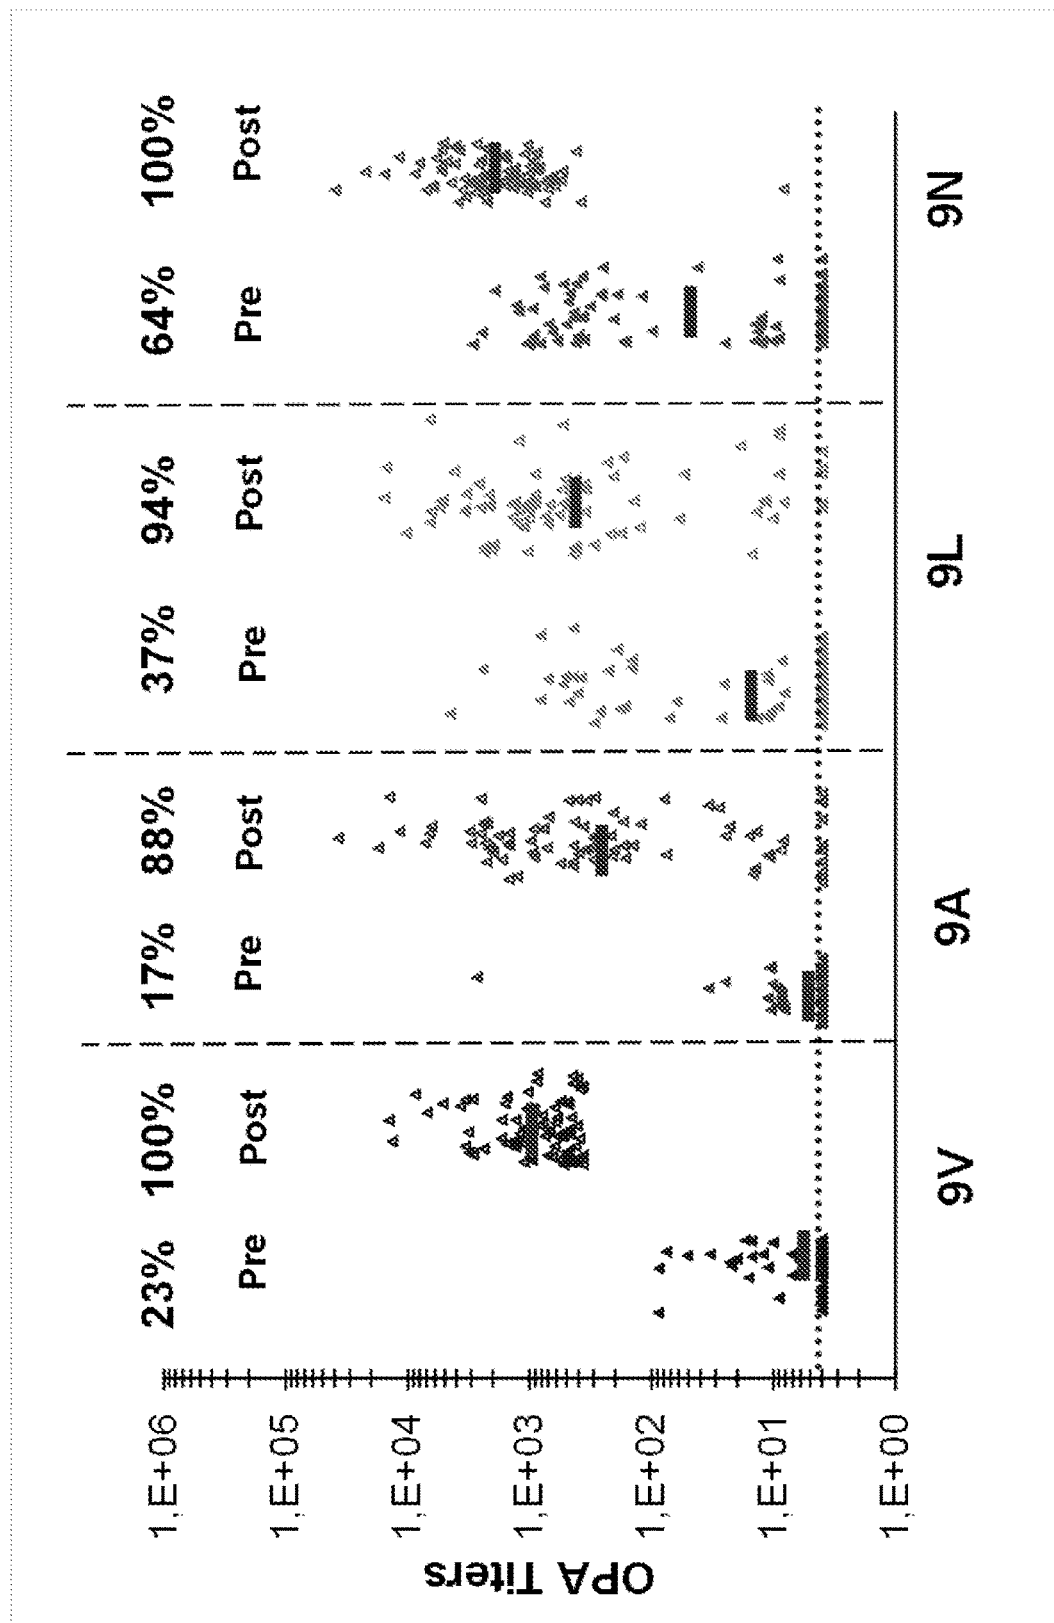 23% 100% 17% 88% 37% 94% 64% 100%
Pre Post Pre Post Pre Post Pre Post
OPA Titers
1,E+06
1,E+05
1,E+04
1,E+03
1,E+02
1,E+01
1,E+00
9V 9A 9L 9N